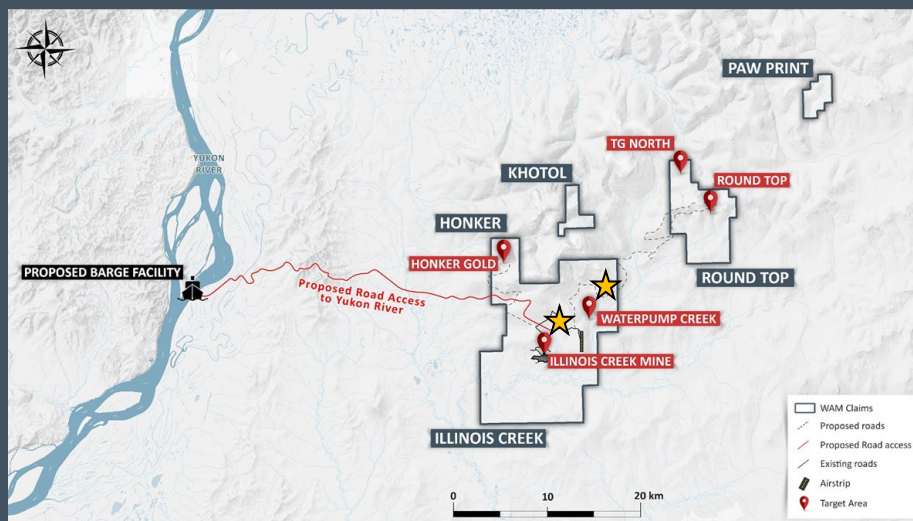 PAW PRINT
TG NORTH
YUKON
RIVER
KHOTOL
ROUND TOP
HONKER
HONKER GOLD
PROPOSED BARGE FACILITY
ROUND TOP
Proposed Road Access
to Yukon River
WATERPUMP CREEK
ILLINOIS CREEK MINE
ILLINOIS CREEK
WAM Claims
Proposed roads
Proposed Road access
Existing roads
Airstrip
Target Area
0 10 20 km